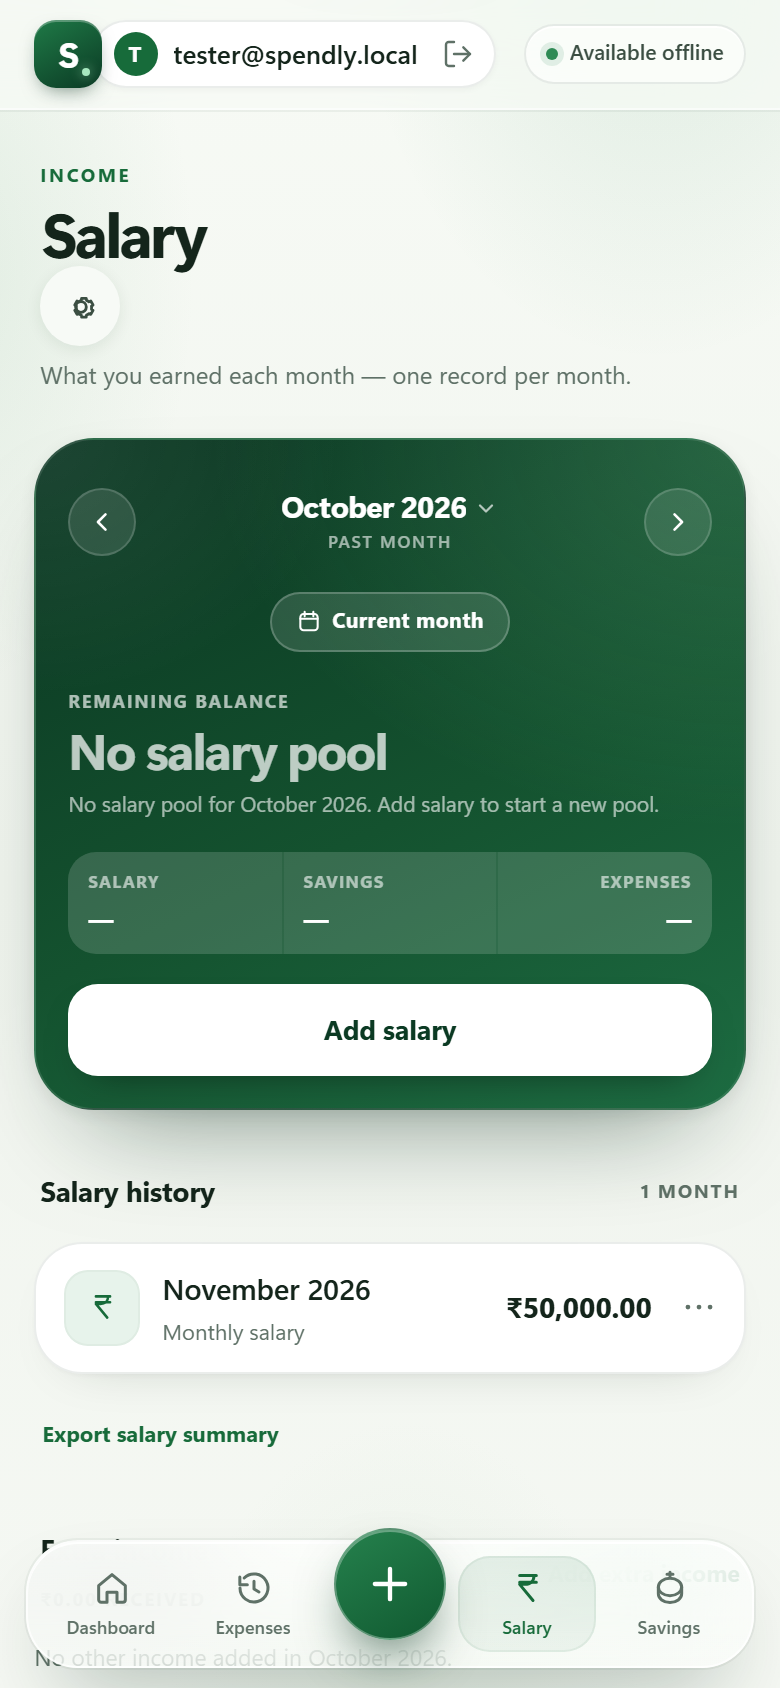 S.
T
tester@spendly.local
Available offline
INCOME
Salary
What you earned each month — one record per month.
October 2026
PAST MONTH
Current month
REMAINING BALANCE
No salary pool
No salary pool for October 2026. Add salary to start a new pool.
SALARY SAVINGS EXPENSES
— — —
Add salary
Salary history
1 MONTH
₹
November 2026
Monthly salary
₹50,000.00
Export salary summary
Dashboard
Expenses
+
₹
Salary
Savings
No other income added in October 2026.